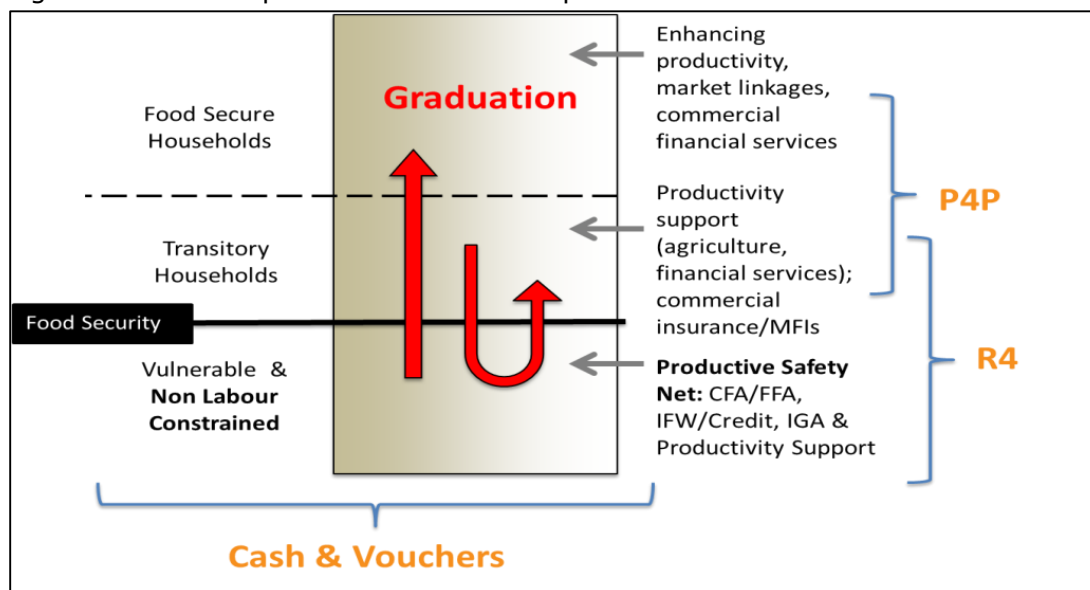 Graduation
Food Secure
Households
Transitory
Households
Food Security
Vulnerable &
Non Labour
Constrained
Enhancing
productivity,
market linkages,
commercial
financial services
Productivity
support
(agriculture,
financial services);
commercial
insurance/MFIs
Productive Safety
Net: CFA/FFA,
IFW/Credit, IGA &
Productivity Support
P4P
R4
Cash & Vouchers